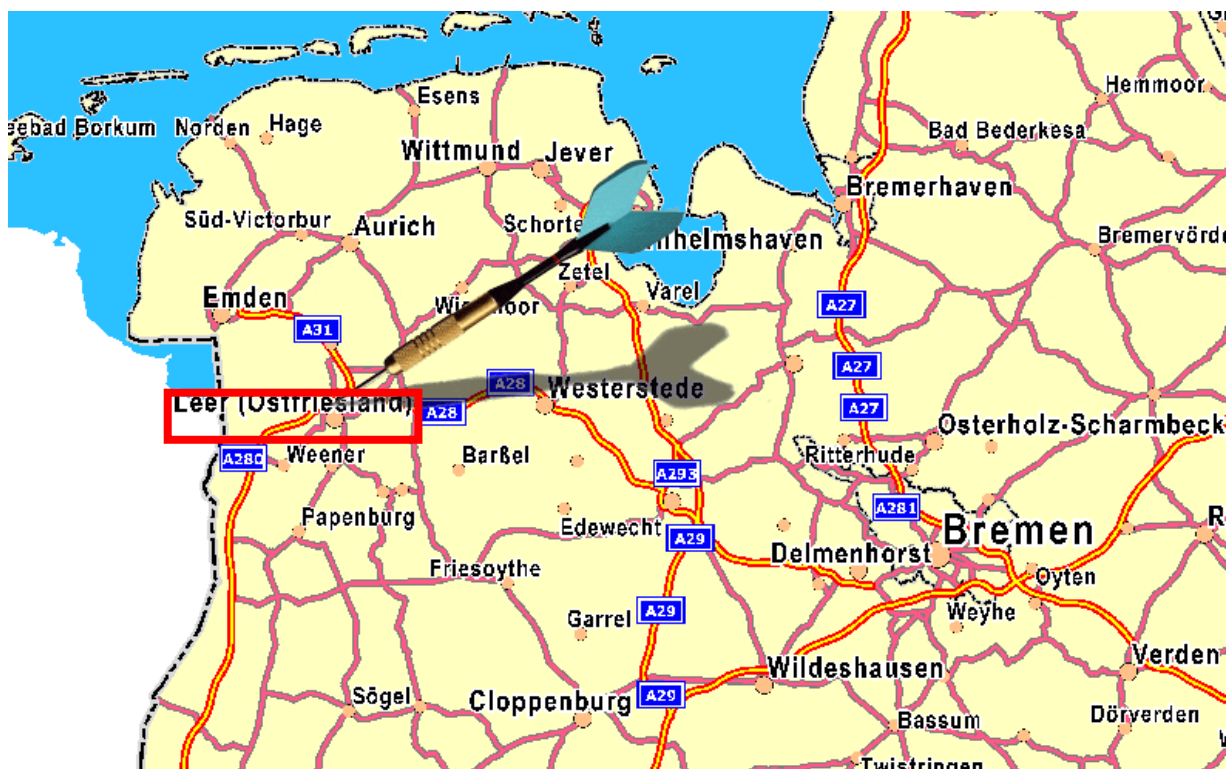 Hemmoor
Esens
eebad Borkum
Norden
Hage
Bad Bederkesa
Wittmund
Jever
Bremerhaven
Süd-Victorbur
Aurich
Schorte
lhelmshaven
Bremervörde
Zetel
Emden
Varel
A27
A31
A27
A28
Westerstede
Leer (Ostfriesland)
A28
A27
Osterholz-Scharmbeck
A280
Weener
Barßel
Ritterhude
A293
A281
Papenburg
Edewecht
A29
Bremen
Delmenhorst
Friesoythe
Oyten
Garrel
A29
Weyhe
Wildeshausen
Verden
Sögel
Cloppenburg
A29
Bassum
Dörverden
Twistringen